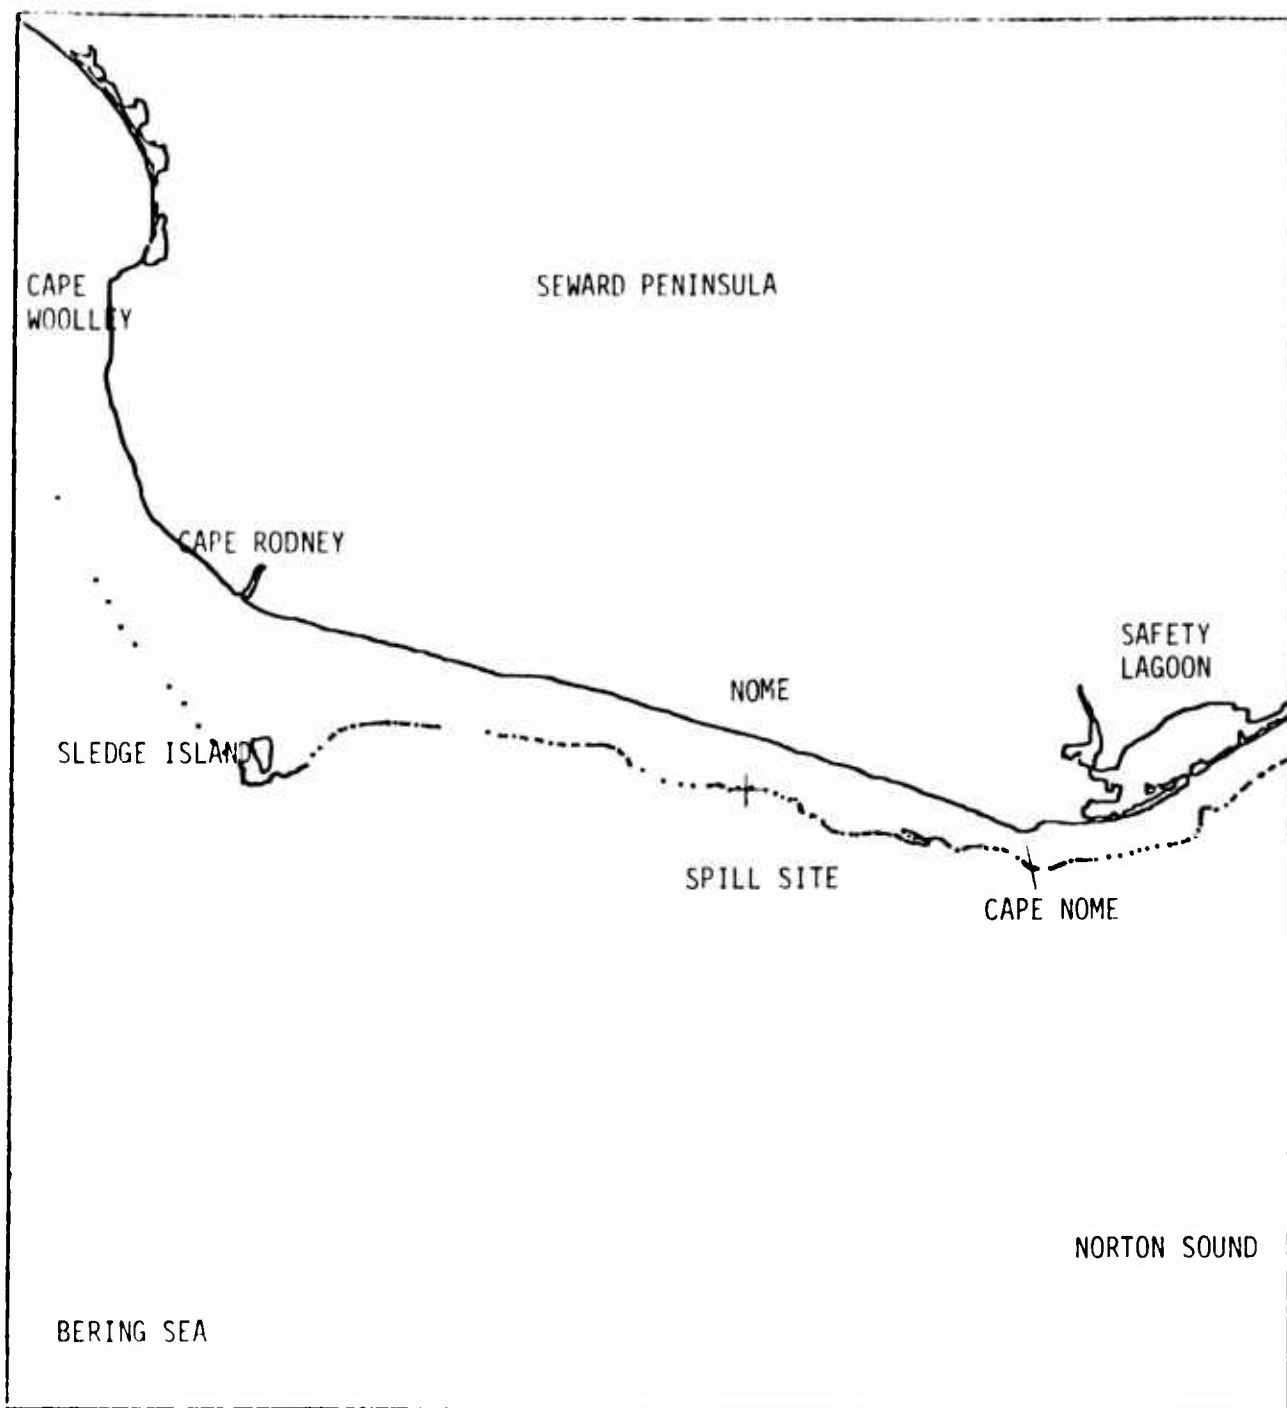 CAPE
WOOLLEY
SEWARD PENINSULA
CAPE RODNEY
SAFETY
LAGOON
NOME
SLEDGE ISLAND
SPILL SITE
CAPE NOME
NORTON SOUND
BERING SEA